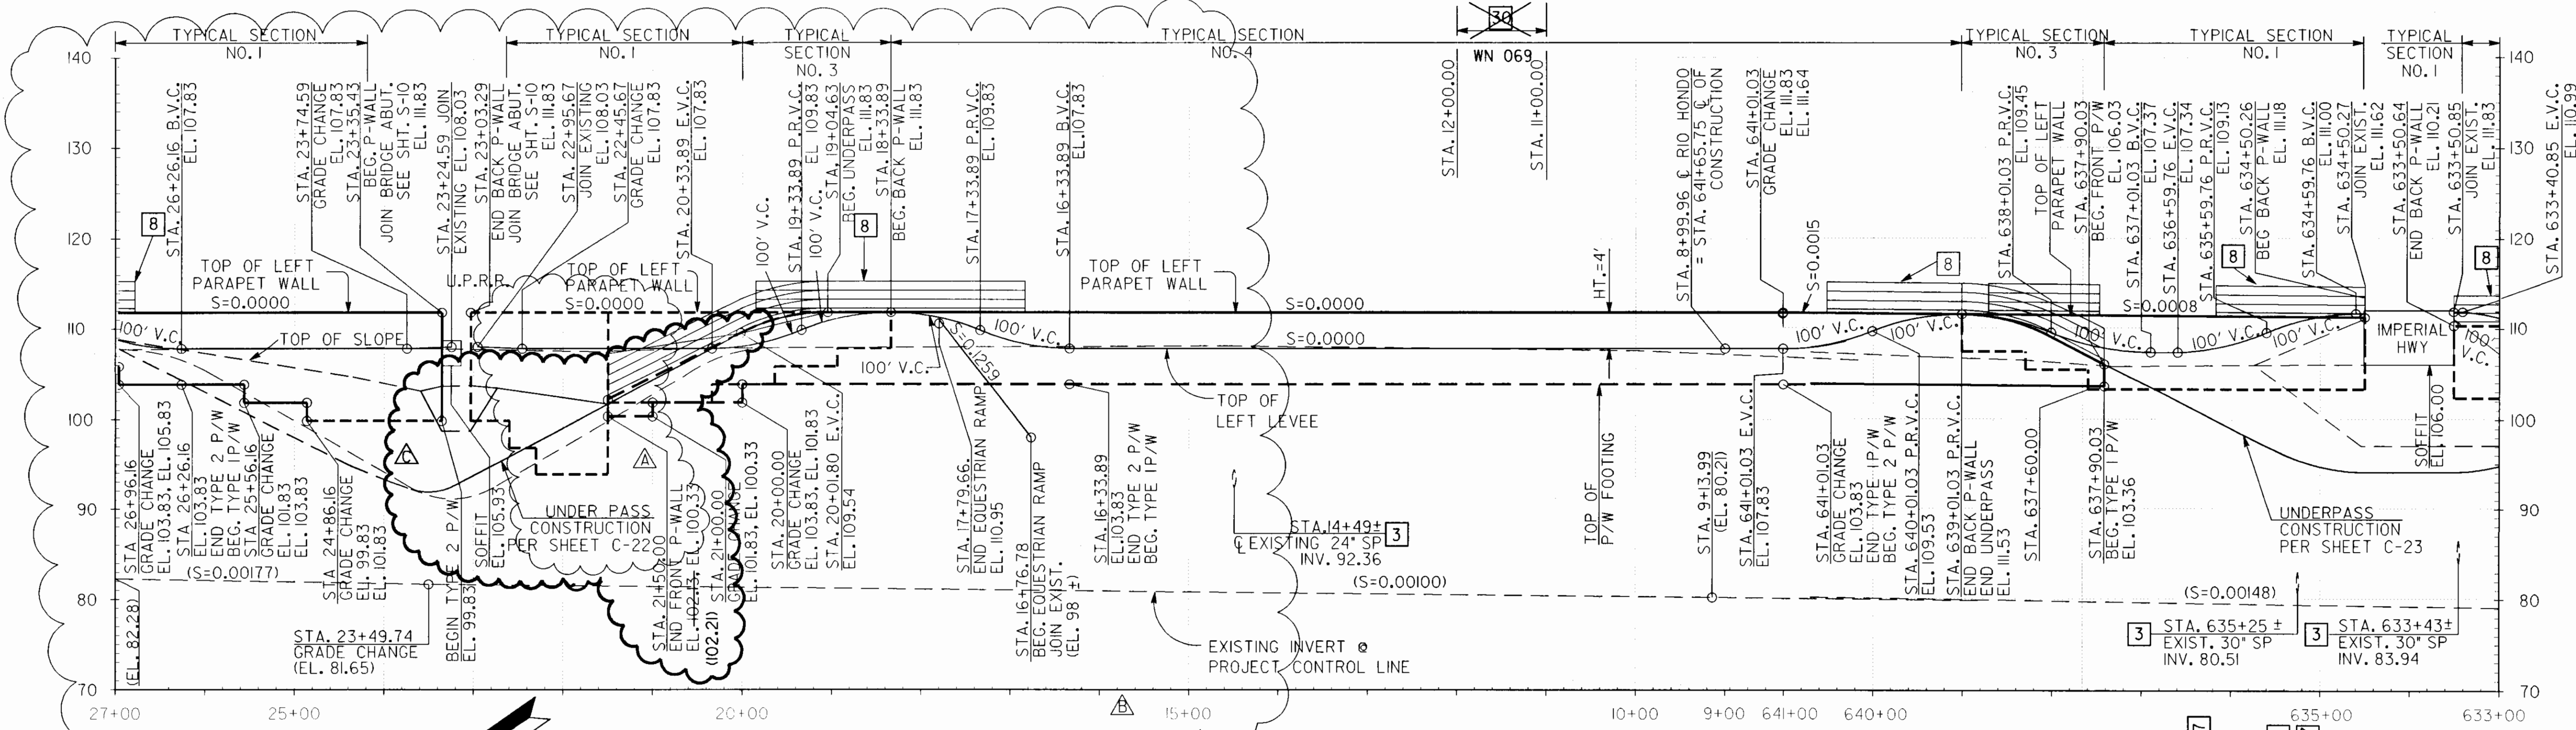 TYPICAL SECTION
NO. 1
TYPICAL SECTION
NO. 1
TYPICAL
SECTION
NO. 3
TYPICAL SECTION
NO. 4
30
WN 069
TYPICAL SECTION
NO. 3
TYPICAL SECTION
NO. 1
TYPICAL
SECTION
NO. 1
140
130
120
110
100
90
80
70
140
130
120
110
100
90
80
70
8
STA. 26+26.16 B.V.C.
EL. 107.83
STA. 23+74.59
GRADE CHANGE
EL. 107.83
STA. 23+35.43
BEG. P-WALL
JOIN BRIDGE ABUT.
SEE SHT. S-10
EL. 111.83
STA. 23+24.59 JOIN
EXISTING EL. 108.03
STA. 23+03.29
END BACK P-WALL
JOIN BRIDGE ABUT.
SEE SHT. S-10
EL. 111.83
STA. 22+95.67
JOIN EXISTING
EL. 108.03
STA. 22+45.67
GRADE CHANGE
EL. 107.83
STA. 20+33.89 E.V.C.
EL. 107.83
100' V.C.
STA. 19+33.89 P.R.V.C.
100' V.C. EL 109.83
STA. 19+04.63
BEG. UNDERPASS
EL. 111.83
8
STA. 18+33.89
BEG. BACK P-WALL
EL. 111.83
STA. 17+33.89 P.R.V.C.
EL. 109.83
STA. 16+33.89 B.V.C.
EL. 107.83
STA. 12+00.00
STA. 11+00.00
STA. 8+99.96 ℄ RIO HONDO
= STA. 641+65.75 ℄ OF
CONSTRUCTION
STA. 641+01.03
GRADE CHANGE
EL. 111.83
EL. 111.64
S=0.0015
8
STA. 638+01.03 P.R.V.C.
EL. 109.45
TOP OF LEFT
PARAPET WALL
STA. 637+90.03
BEG. FRONT P/W
EL. 106.03
STA. 637+01.03 B.V.C.
EL. 107.37
STA. 636+59.76 E.V.C.
EL. 107.34
STA. 635+59.76 P.R.V.C.
EL. 109.13
8
STA. 634+50.26
BEG BACK P-WALL
EL. 111.18
STA. 634+59.76 B.V.C.
EL. 111.00
STA. 634+50.27
JOIN EXIST.
EL. 111.62
STA. 633+50.64
END BACK P-WALL
EL. 110.21
STA. 633+50.85
JOIN EXIST.
EL. 111.83
8
STA. 633+40.85 E.V.C.
EL. 110.99
TOP OF LEFT
PARAPET WALL
S=0.0000
U.P.R.R.
TOP OF LEFT
PARAPET WALL
S=0.0000
TOP OF LEFT
PARAPET WALL
S=0.0000
HT.=4'
S=0.0008
100' V.C.
TOP OF SLOPE
100' V.C.
S=0.1259
100' V.C.
S=0.0000
100' V.C.
100' V.C.
100' V.C.
100' V.C.
IMPERIAL
HWY
100' V.C.
TOP OF
LEFT LEVEE
C
A
STA 26+96.16
GRADE CHANGE
EL. 103.83, EL. 105.83
STA 26+26.16
EL. 103.83
END TYPE 2 P/W
BEG. TYPE 1P/W
STA 25+56.16
GRADE CHANGE
EL. 101.83
EL. 103.83
(S=0.00177)
STA 24+86.16
GRADE CHANGE
EL. 99.83
EL. 101.83
BEGIN TYPE 2 P/W
EL. 99.83
SOFFIT
EL. 105.93
UNDER PASS
CONSTRUCTION
PER SHEET C-22
STA. 21+50.00
END FRONT P-WALL
EL. 102.13, EL. 100.33
(102.21)
STA. 21+00.00
GRADE CHANGE
EL. 101.83, EL. 100.33
STA. 20+00.00
GRADE CHANGE
EL. 103.83, EL. 101.83
STA. 20+01.80 E.V.C.
EL. 109.54
STA. 17+79.66
END EQUESTRIAN RAMP
EL. 110.95
STA. 16+76.78
BEG. EQUESTRIAN RAMP
JOIN EXIST.
(EL. 98 ±)
STA. 16+33.89
EL. 103.83
END TYPE 2 P/W
BEG. TYPE 1P/W
STA. 14+49±
℄ EXISTING 24" SP
INV. 92.36
3
(S=0.00100)
TOP OF
P/W FOOTING
STA. 9+13.99
(EL. 80.21)
STA. 641+01.03 E.V.C.
EL. 107.83
STA. 641+01.03
GRADE CHANGE
EL. 103.83
END TYPE 1P/W
BEG. TYPE 2 P/W
STA. 640+01.03 P.R.V.C.
EL. 109.53
STA. 639+01.03 P.R.V.C.
END BACK P-WALL
END UNDERPASS
EL. 111.53
STA. 637+60.00
STA. 637+90.03
BEG. TYPE 1 P/W
EL. 103.36
UNDERPASS
CONSTRUCTION
PER SHEET C-23
SOFFIT
EL. 106.00
(S=0.00148)
3
STA. 635+25 ±
EXIST. 30" SP
INV. 80.51
3
STA. 633+43±
EXIST. 30" SP
INV. 83.94
(EL. 82.28)
STA. 23+49.74
GRADE CHANGE
(EL. 81.65)
EXISTING INVERT @
PROJECT CONTROL LINE
B
27+00
25+00
20+00
15+00
10+00
9+00
641+00
640+00
635+00
633+00